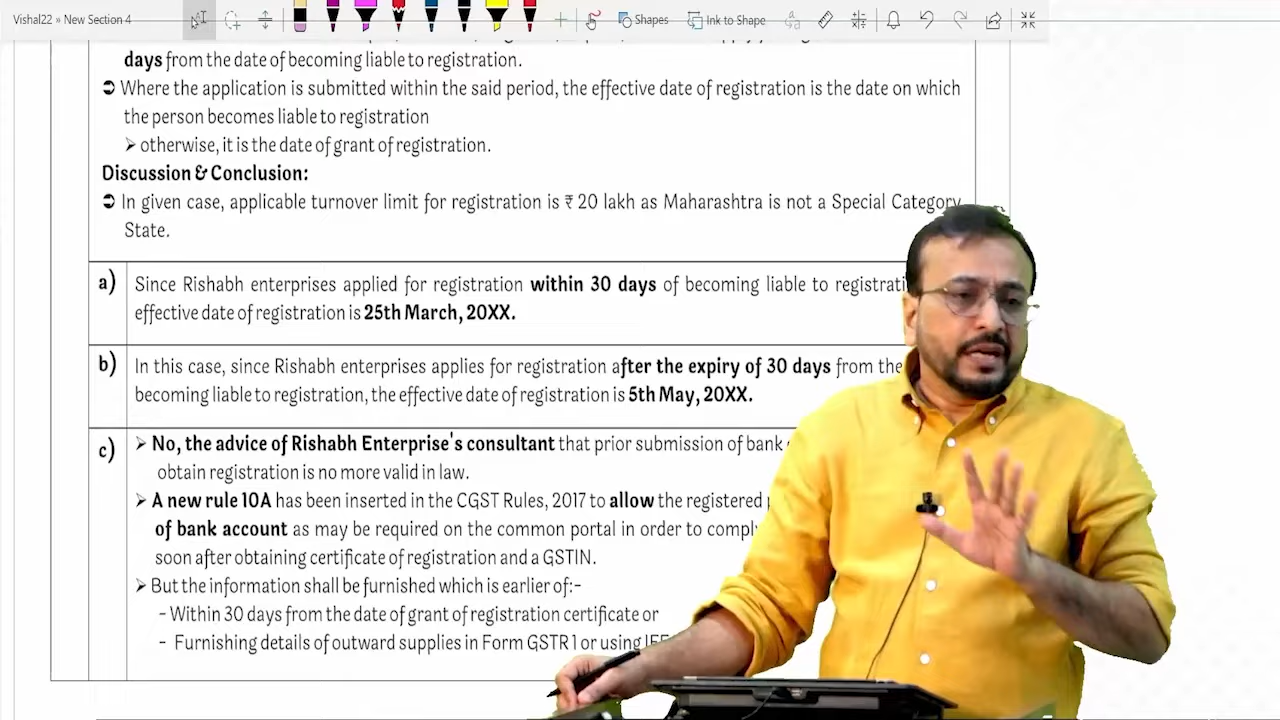 Vishal22 » New Section 4
Shapes
Ink to Shape
days from the date of becoming liable to registration.
➲ Where the application is submitted within the said period, the effective date of registration is the date on which
the person becomes liable to registration
➢ otherwise, it is the date of grant of registration.
Discussion & Conclusion:
➲ In given case, applicable turnover limit for registration is ₹ 20 lakh as Maharashtra is not a Special Category
State.
a) Since Rishabh enterprises applied for registration within 30 days of becoming liable to
effective date of registration is 25th March, 20XX.
b) In this case, since Rishabh enterprises applies for registration after the expiry of 30 days from the
becoming liable to registration, the effective date of registration is 5th May, 20XX.
c) ➢ No, the advice of Rishabh Enterprise's consultant that prior submission of bank
obtain registration is no more valid in law.
➢ A new rule 10A has been inserted in the CGST Rules, 2017 to allow the registered
of bank account as may be required on the common portal in order to comply
soon after obtaining certificate of registration and a GSTIN.
➢ But the information shall be furnished which is earlier of:-
- Within 30 days from the date of grant of registration certificate or
- Furnishing details of outward supplies in Form GSTR 1 or using